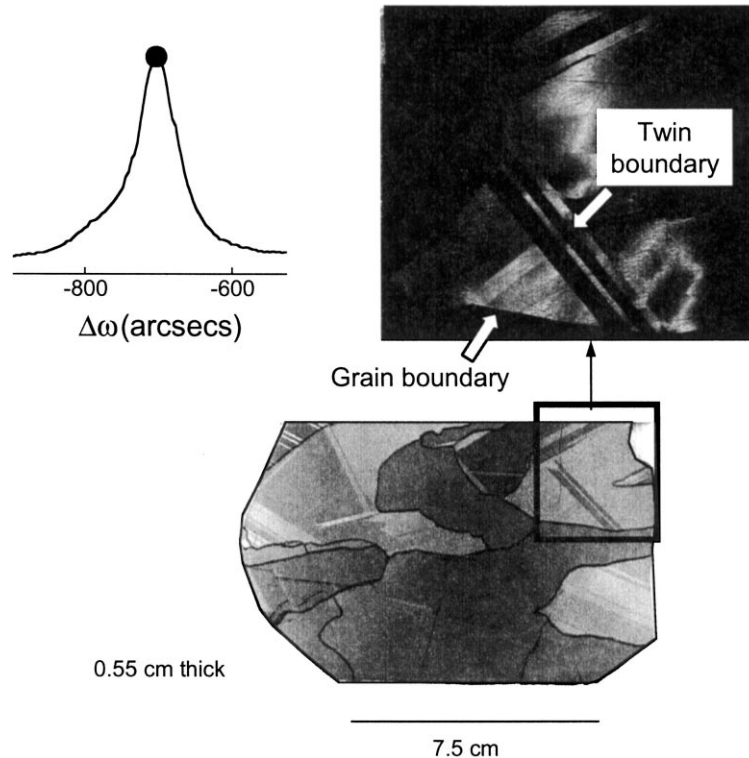 Twin
boundary
-800
-600
Δω(arcsecs)
Grain boundary
0.55 cm thick
7.5 cm